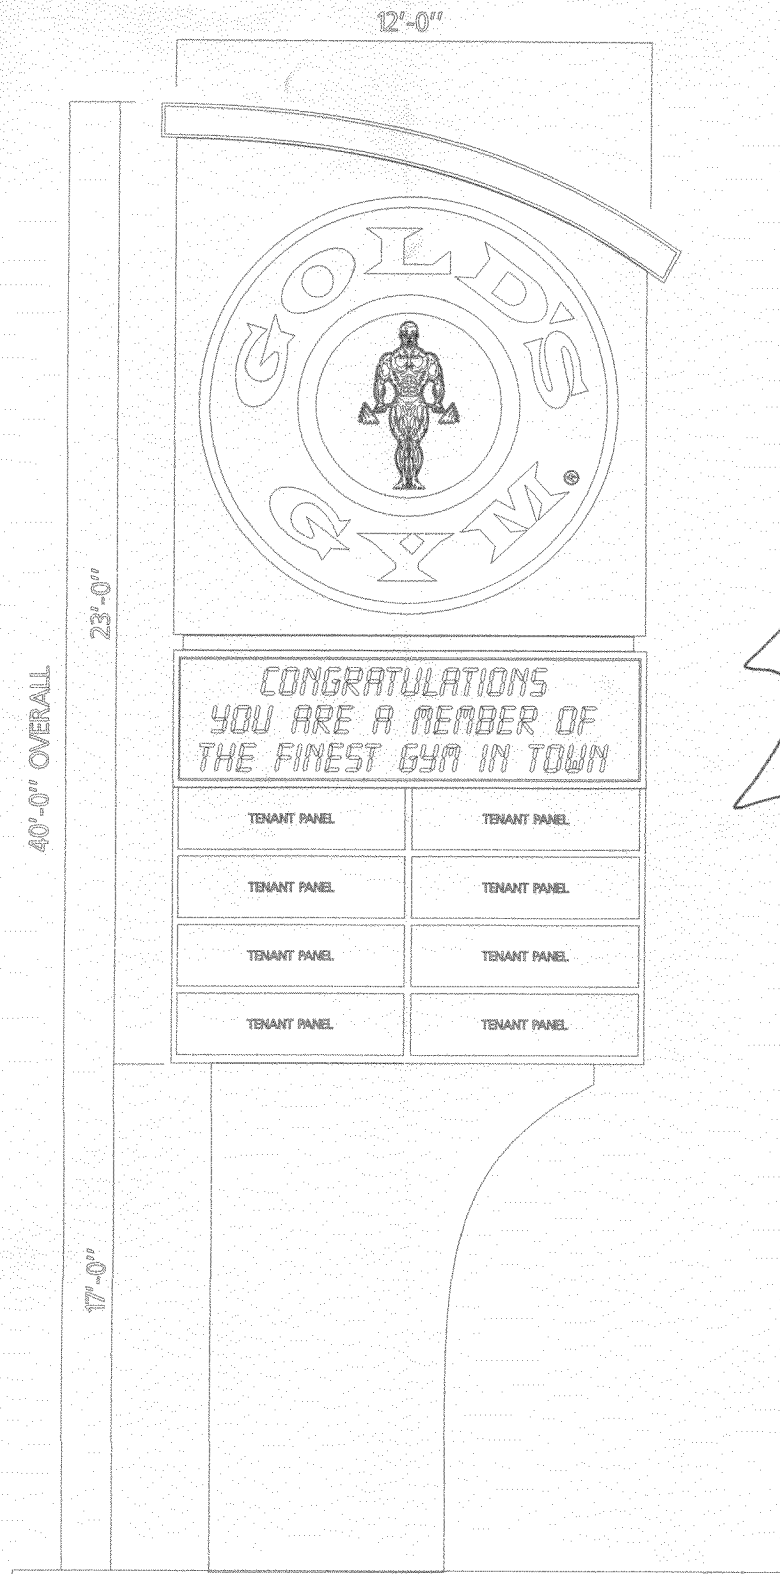 12'-0"
GOLD'S
GYM®
23'-0"
40'-0" OVERALL
CONGRATULATIONS
YOU ARE A MEMBER OF
THE FINEST GYM IN TOWN
TENANT PANEL TENANT PANEL
TENANT PANEL TENANT PANEL
TENANT PANEL TENANT PANEL
TENANT PANEL TENANT PANEL
17'-0"